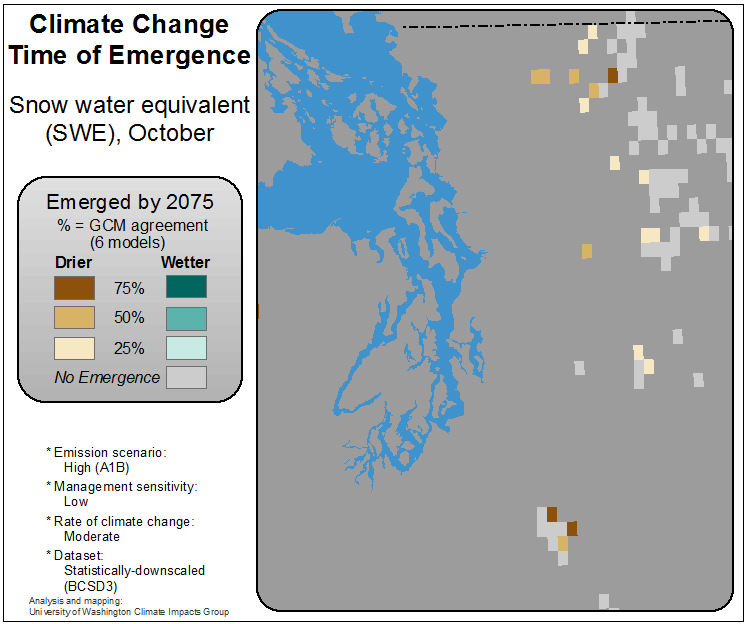 Climate Change
Time of Emergence
Snow water equivalent
(SWE), October
Emerged by 2075
% = GCM agreement
(6 models)
Drier Wetter
75%
50%
25%
No Emergence
* Emission scenario:
High (A1B)
* Management sensitivity:
Low
* Rate of climate change:
Moderate
* Dataset:
Statistically-downscaled
(BCSD3)
Analysis and mapping:
University of Washington Climate Impacts Group